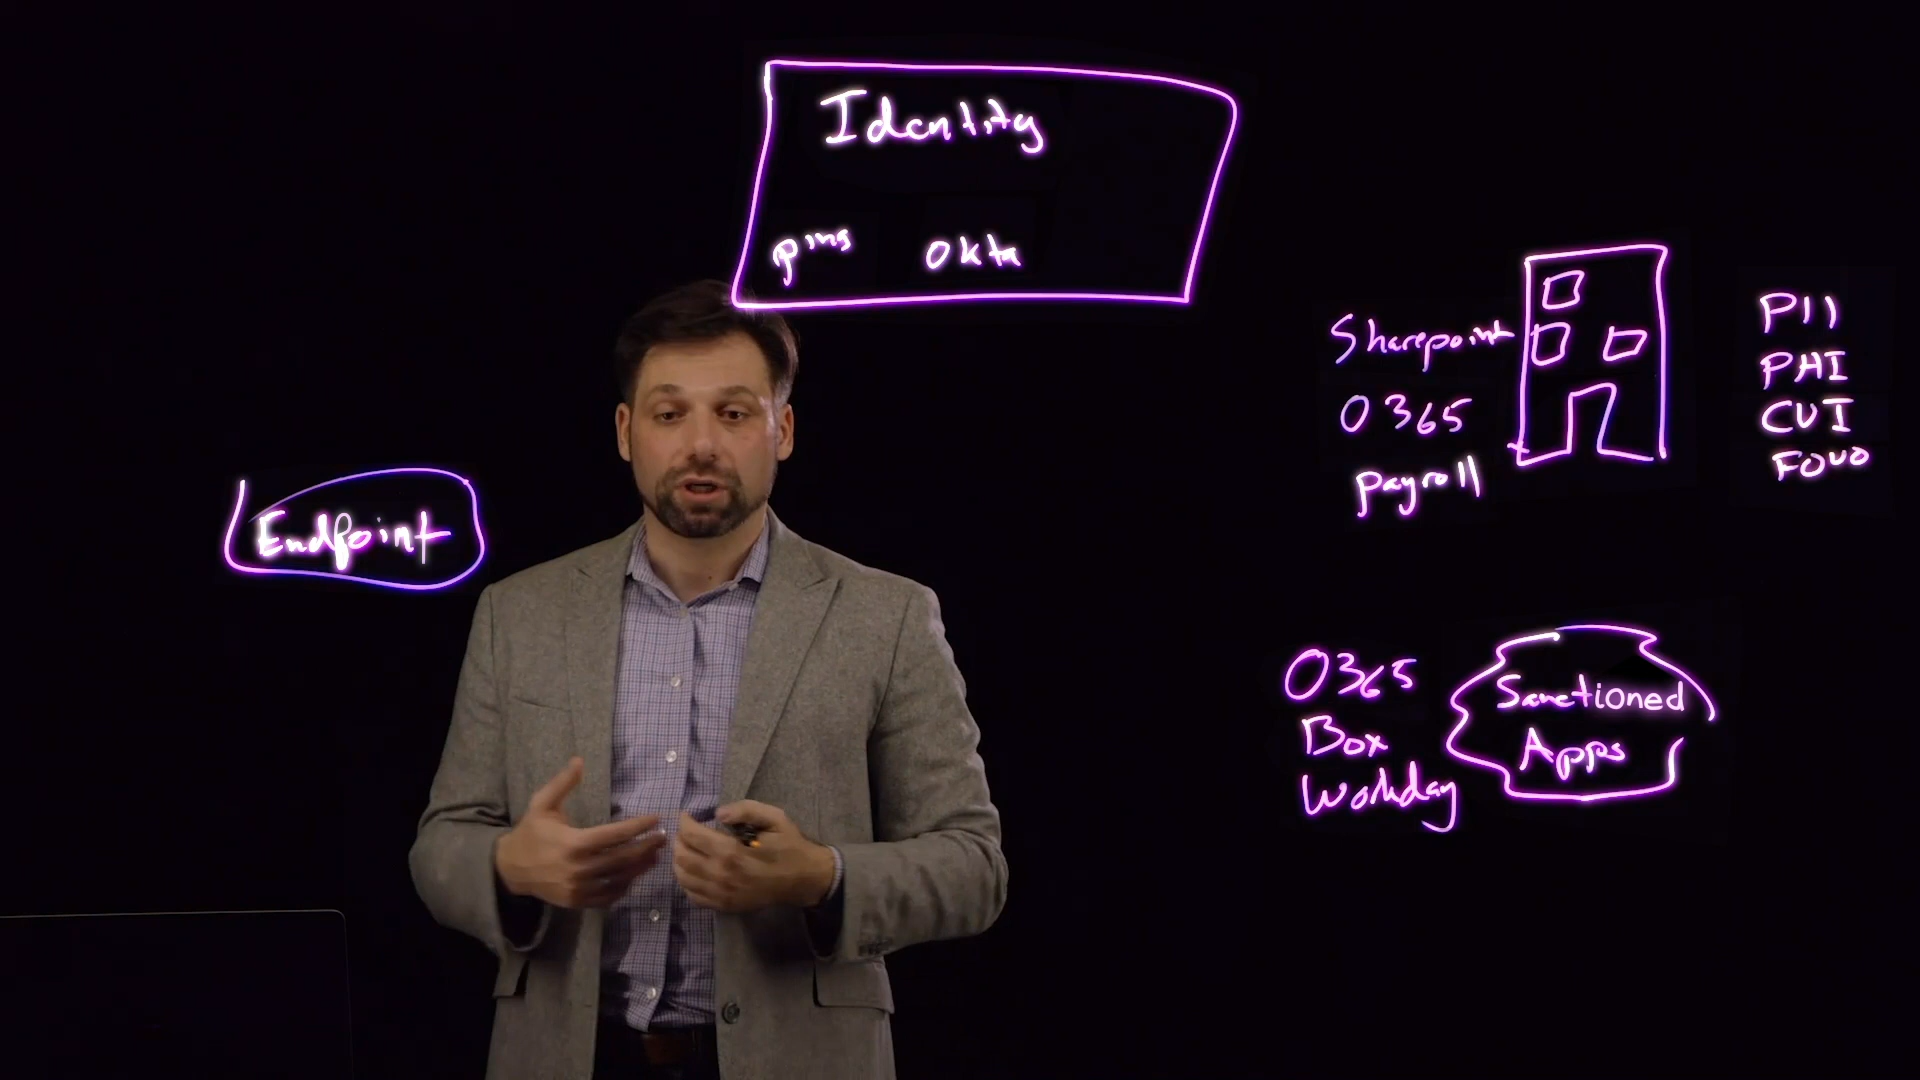 Identity
ping okta
Endpoint
Sharepoint
O365
payroll
PII
PHI
CUI
FOUO
O365
Box
Workday
Sanctioned
Apps